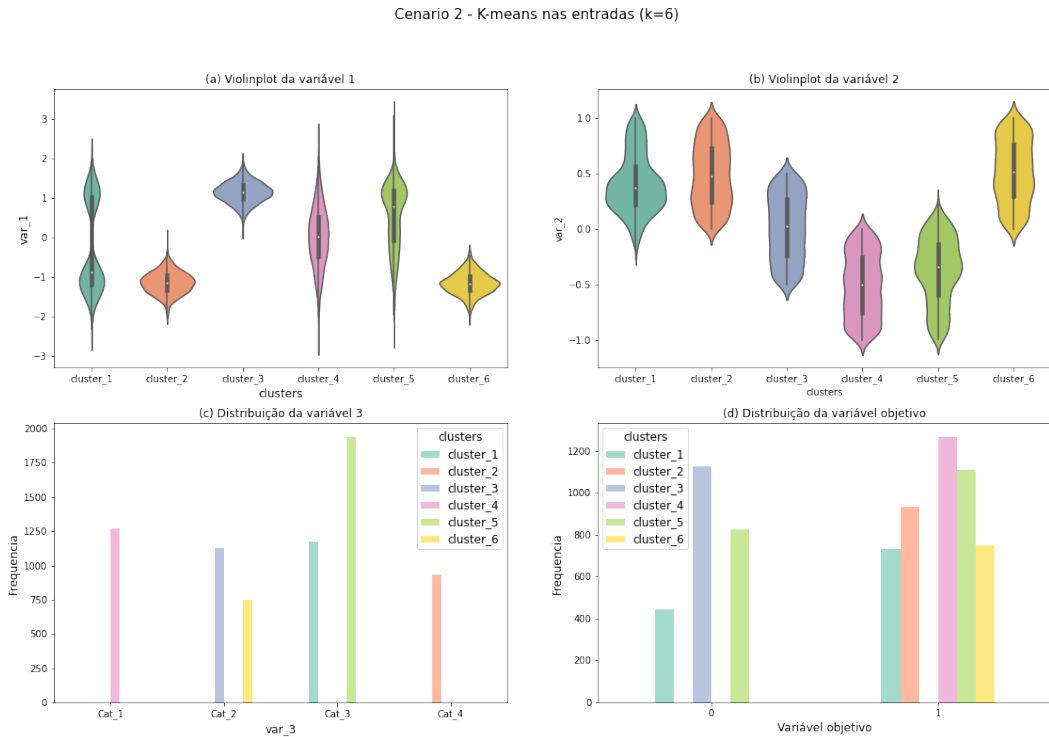 Cenario 2 - K-means nas entradas (k=6)
(a) Violinplot da variável 1
var_1
3
2
1
0
−1
−2
−3
cluster_1 cluster_2 cluster_3 cluster_4 cluster_5 cluster_6
clusters
(b) Violinplot da variável 2
var_2
1.0
0.5
0.0
−0.5
−1.0
cluster_1 cluster_2 cluster_3 cluster_4 cluster_5 cluster_6
clusters
(c) Distribuição da variável 3
Frequencia
2000
1750
1500
1250
1000
750
500
250
0
clusters
cluster_1
cluster_2
cluster_3
cluster_4
cluster_5
cluster_6
Cat_1 Cat_2 Cat_3 Cat_4
var_3
(d) Distribuição da variável objetivo
Frequencia
1200
1000
800
600
400
200
0
clusters
cluster_1
cluster_2
cluster_3
cluster_4
cluster_5
cluster_6
0 1
Variável objetivo